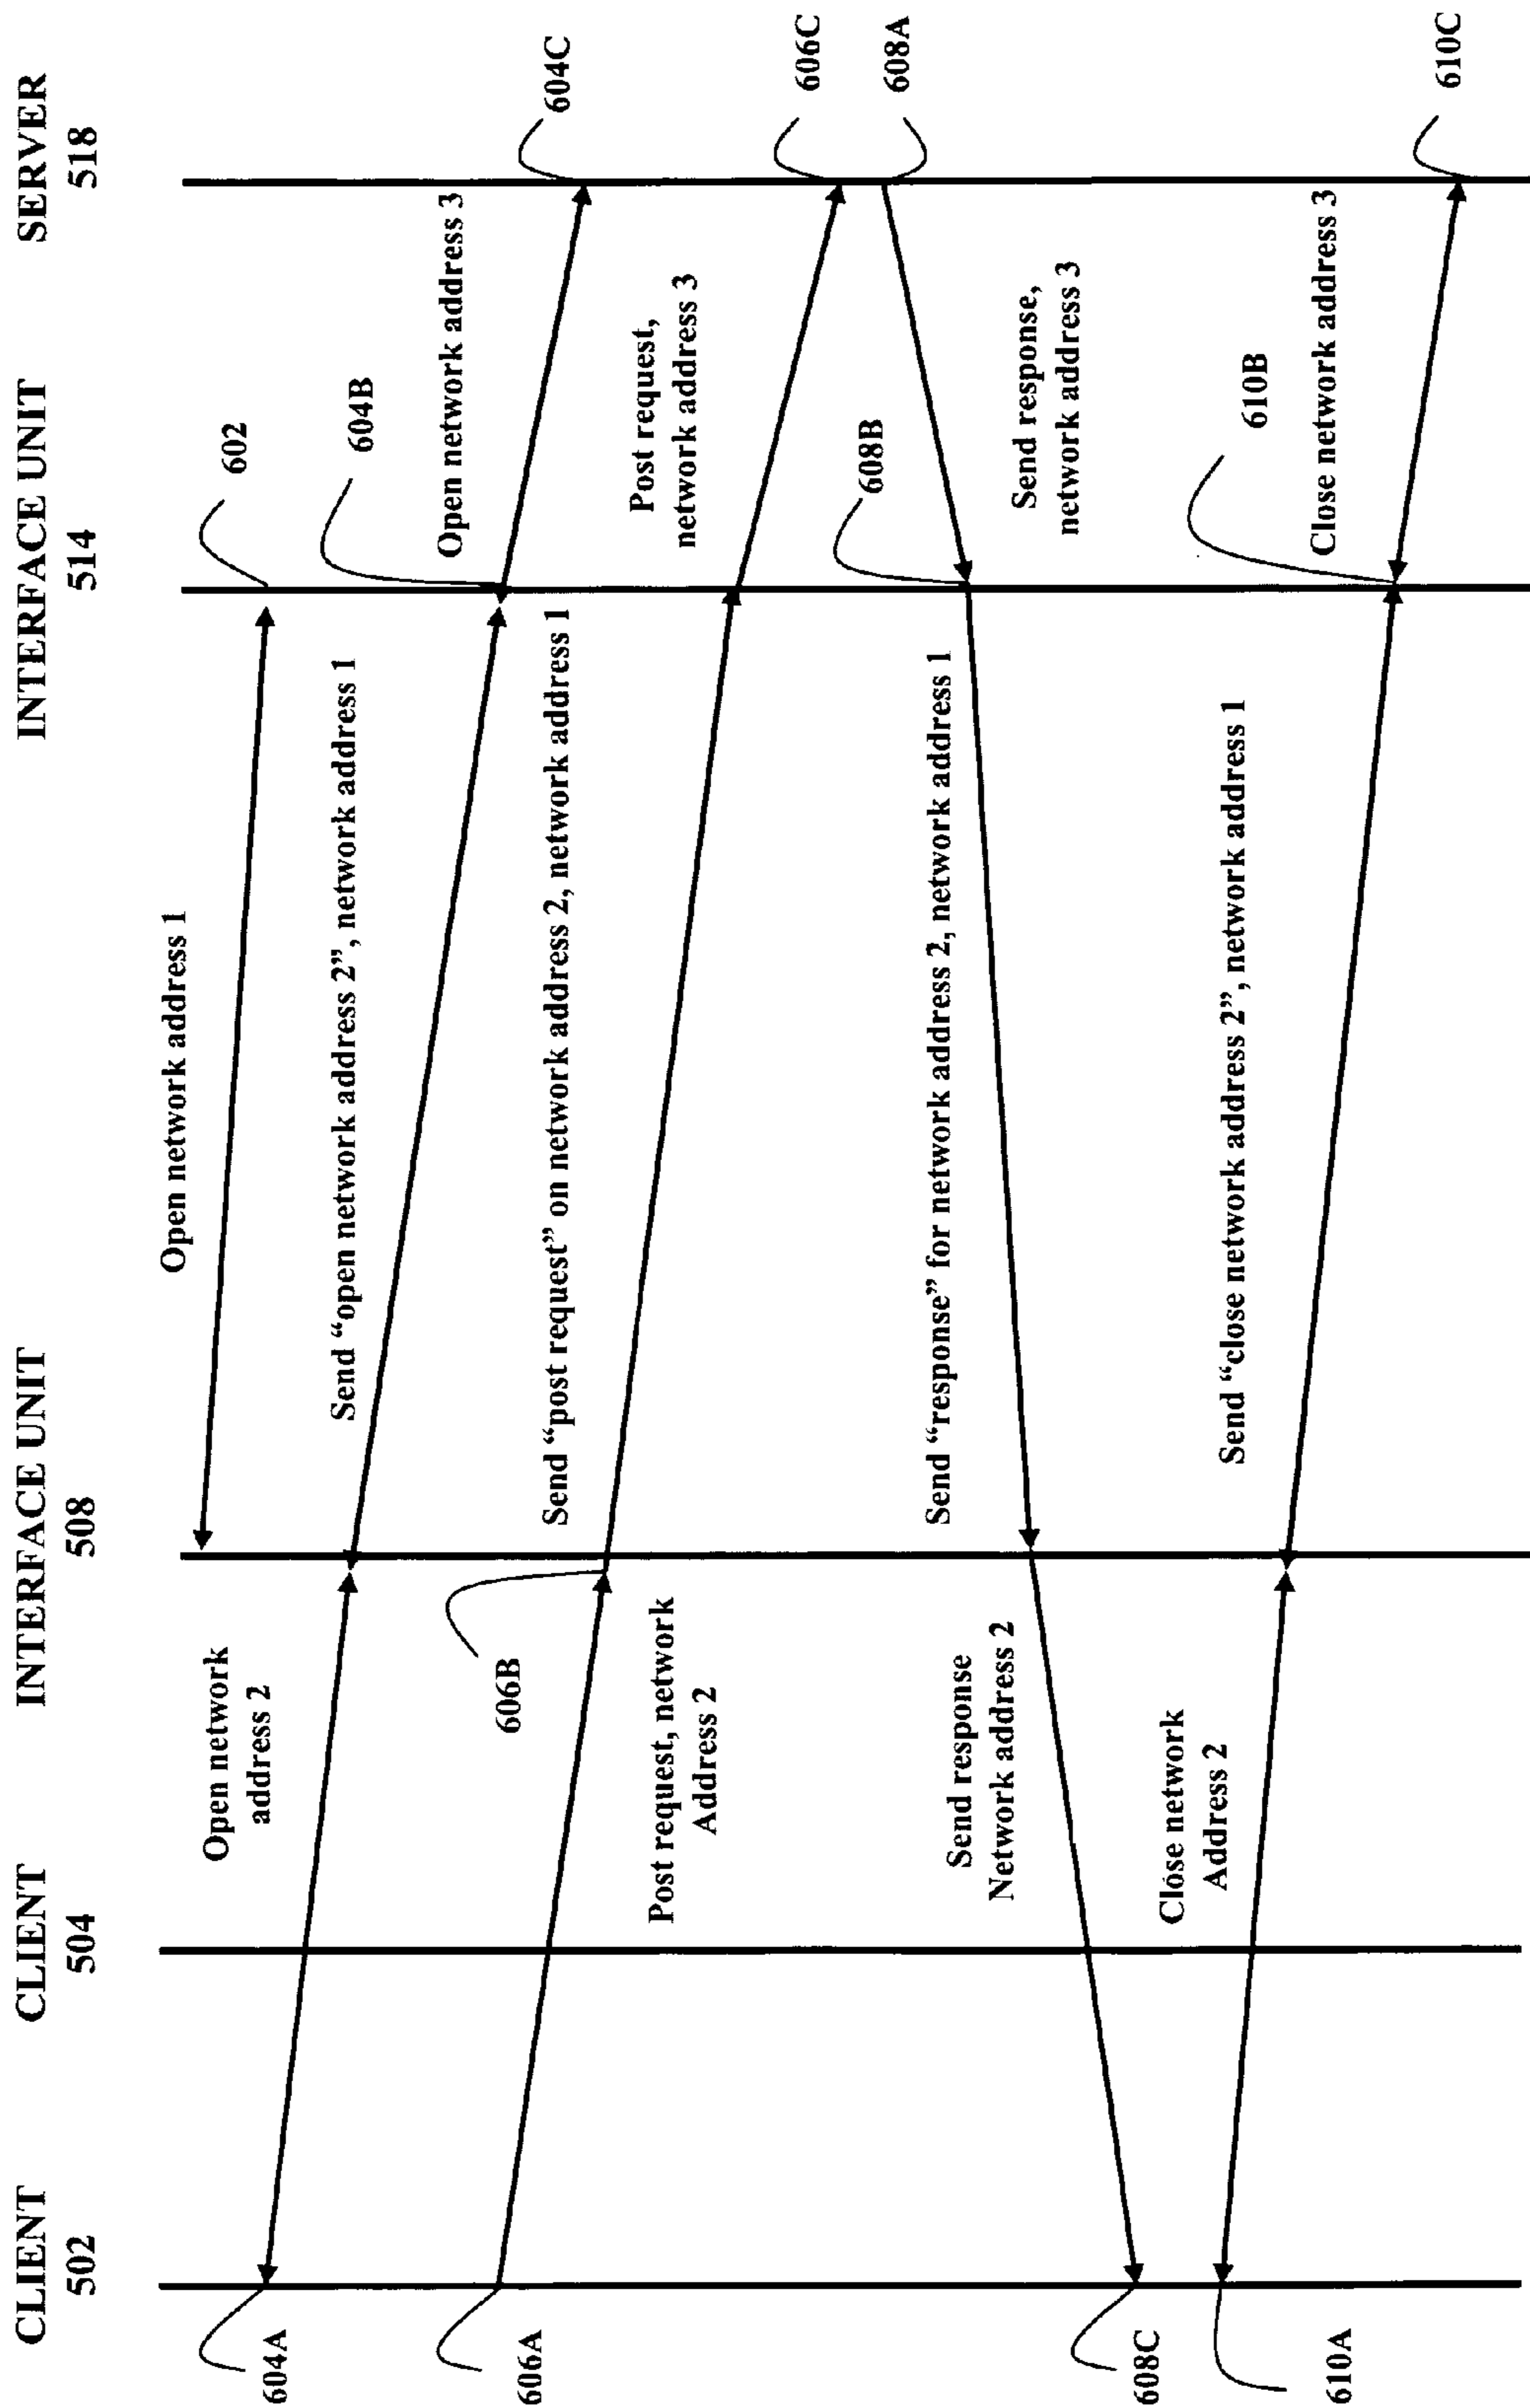 CLIENT
502
CLIENT
504
INTERFACE UNIT
508
INTERFACE UNIT
514
SERVER
518
Open network address 1
602
604A
Open network
address 2
Send “open network address 2”, network address 1
604B
Open network address 3
604C
606A
606B
Post request, network
Address 2
Send “post request” on network address 2, network address 1
Post request,
network address 3
606C
608A
608B
Send response,
network address 3
Send “response” for network address 2, network address 1
Send response
Network address 2
608C
610A
Close network
Address 2
Send “close network address 2”, network address 1
610B
Close network address 3
610C